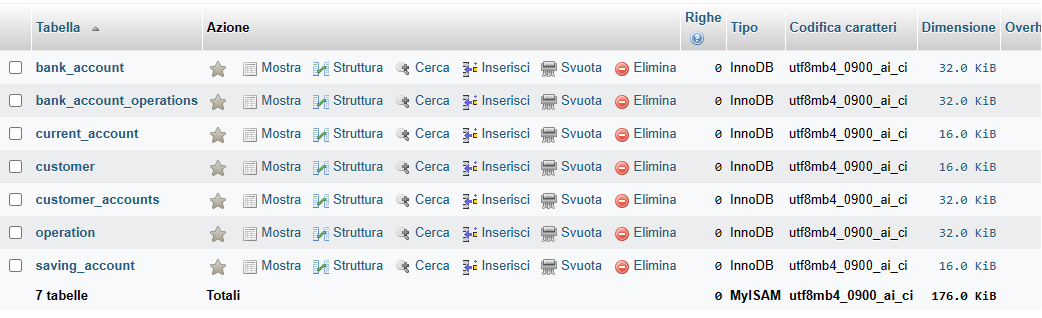 Tabella Azione Righe Tipo Codifica caratteri Dimensione Overh
bank_account Mostra Struttura Cerca Inserisci Svuota Elimina 0 InnoDB utf8mb4_0900_ai_ci 32.0 KiB
bank_account_operations Mostra Struttura Cerca Inserisci Svuota Elimina 0 InnoDB utf8mb4_0900_ai_ci 32.0 KiB
current_account Mostra Struttura Cerca Inserisci Svuota Elimina 0 InnoDB utf8mb4_0900_ai_ci 16.0 KiB
customer Mostra Struttura Cerca Inserisci Svuota Elimina 0 InnoDB utf8mb4_0900_ai_ci 16.0 KiB
customer_accounts Mostra Struttura Cerca Inserisci Svuota Elimina 0 InnoDB utf8mb4_0900_ai_ci 32.0 KiB
operation Mostra Struttura Cerca Inserisci Svuota Elimina 0 InnoDB utf8mb4_0900_ai_ci 32.0 KiB
saving_account Mostra Struttura Cerca Inserisci Svuota Elimina 0 InnoDB utf8mb4_0900_ai_ci 16.0 KiB
7 tabelle Totali 0 MyISAM utf8mb4_0900_ai_ci 176.0 KiB